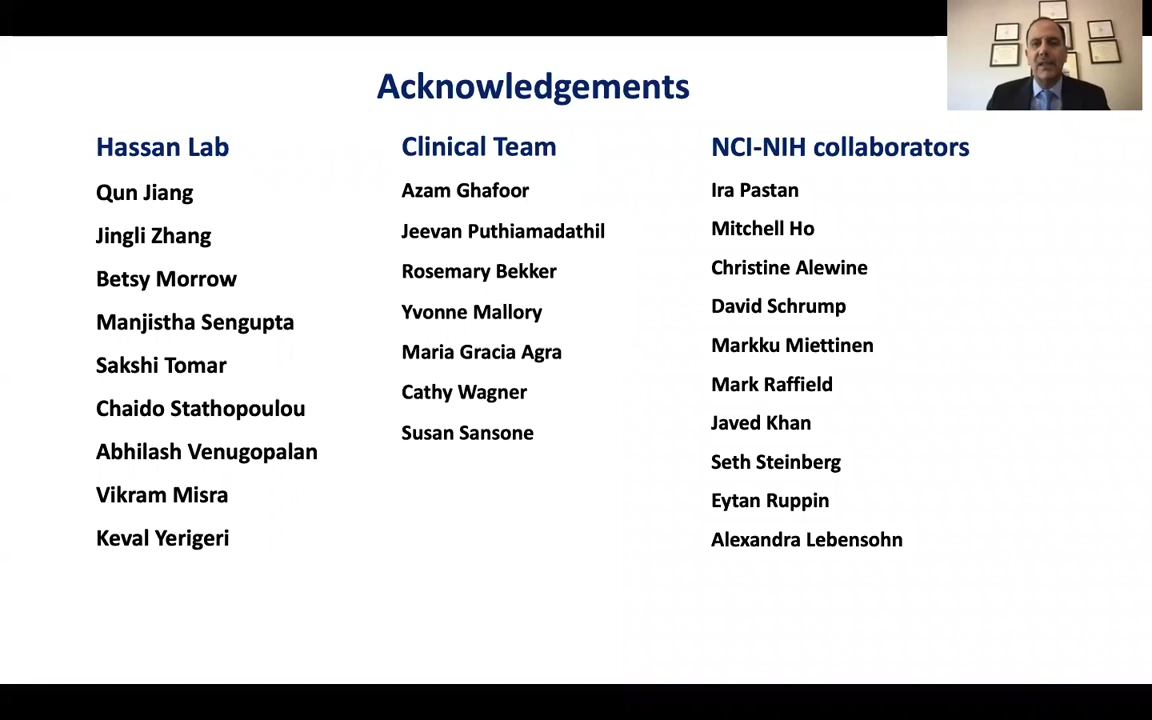 Acknowledgements
Hassan Lab
Qun Jiang
Jingli Zhang
Betsy Morrow
Manjistha Sengupta
Sakshi Tomar
Chaido Stathopoulou
Abhilash Venugopalan
Vikram Misra
Keval Yerigeri
Clinical Team
Azam Ghafoor
Jeevan Puthiamadathil
Rosemary Bekker
Yvonne Mallory
Maria Gracia Agra
Cathy Wagner
Susan Sansone
NCI-NIH collaborators
Ira Pastan
Mitchell Ho
Christine Alewine
David Schrump
Markku Miettinen
Mark Raffield
Javed Khan
Seth Steinberg
Eytan Ruppin
Alexandra Lebensohn